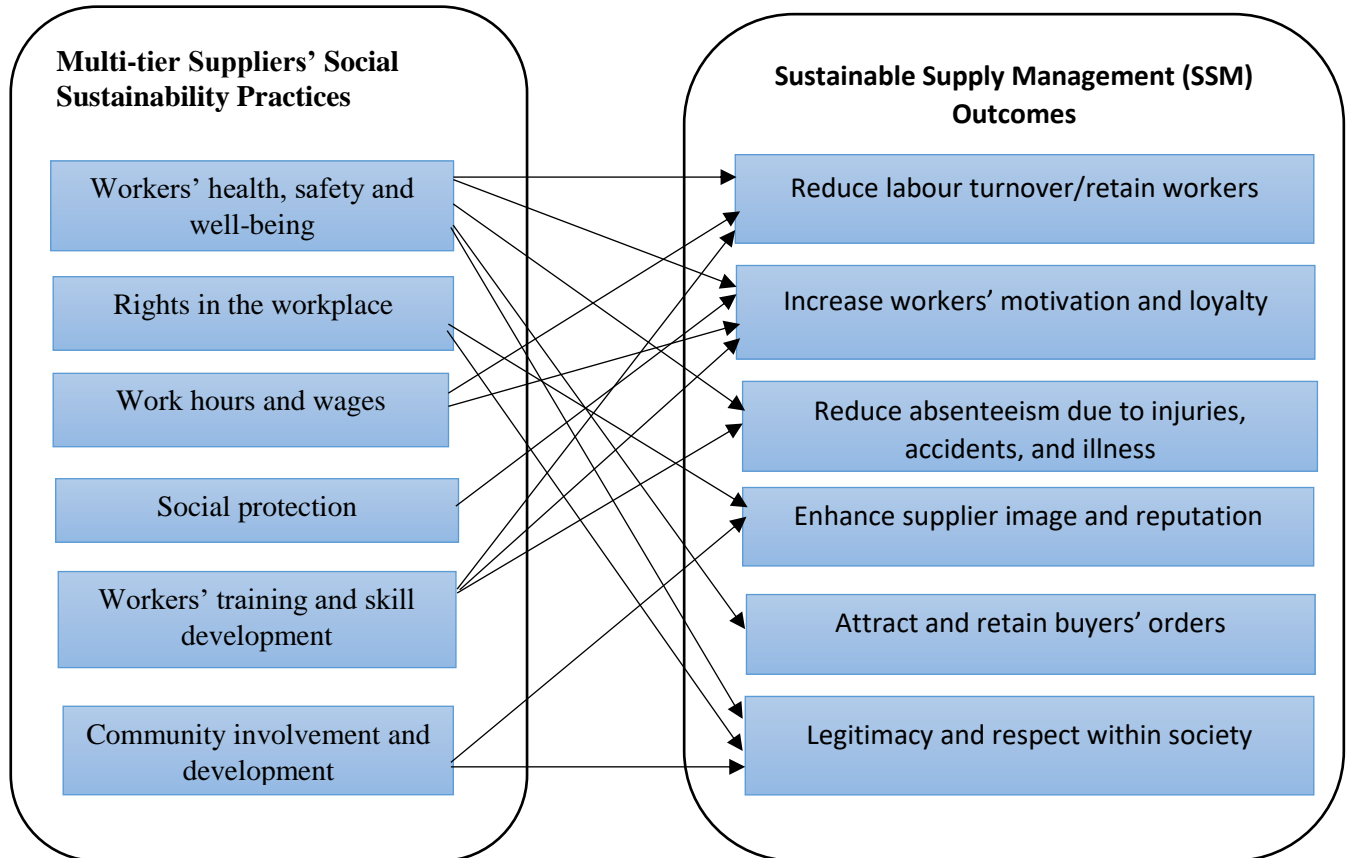 Multi-tier Suppliers’ Social
Sustainability Practices
Workers’ health, safety and
well-being
Rights in the workplace
Work hours and wages
Social protection
Workers’ training and skill
development
Community involvement and
development
Sustainable Supply Management (SSM)
Outcomes
Reduce labour turnover/retain workers
Increase workers’ motivation and loyalty
Reduce absenteeism due to injuries,
accidents, and illness
Enhance supplier image and reputation
Attract and retain buyers’ orders
Legitimacy and respect within society